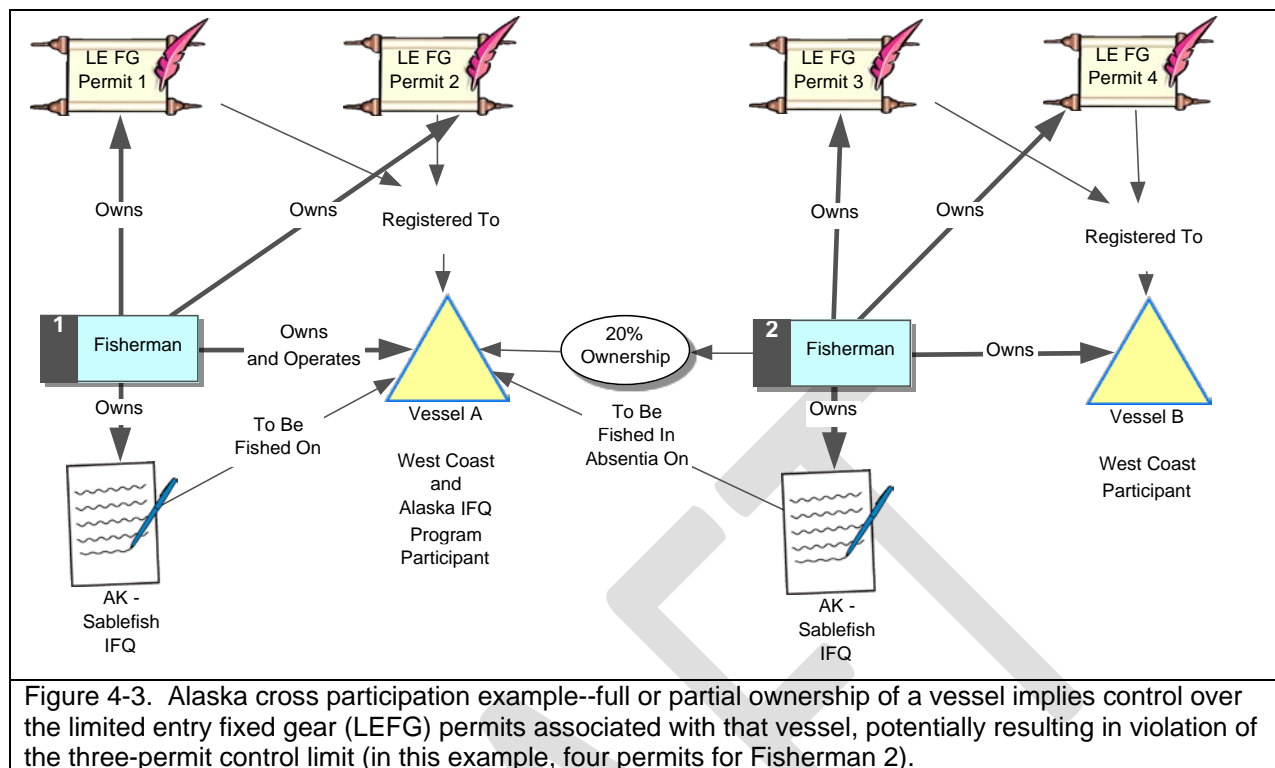 LE FG
Permit 1
LE FG
Permit 2
LE FG
Permit 3
LE FG
Permit 4
Owns
Owns
Owns
Owns
Registered To
Registered To
1
Fisherman
Owns
and Operates
20%
Ownership
2
Fisherman
Owns
Owns
To Be
Fished On
Vessel A
To Be
Fished In
Absentia On
Owns
Vessel B
West Coast
and
Alaska IFQ
Program
Participant
West Coast
Participant
AK -
Sablefish
IFQ
AK -
Sablefish
IFQ
Figure 4-3. Alaska cross participation example--full or partial ownership of a vessel implies control over
the limited entry fixed gear (LEFG) permits associated with that vessel, potentially resulting in violation of
the three-permit control limit (in this example, four permits for Fisherman 2).